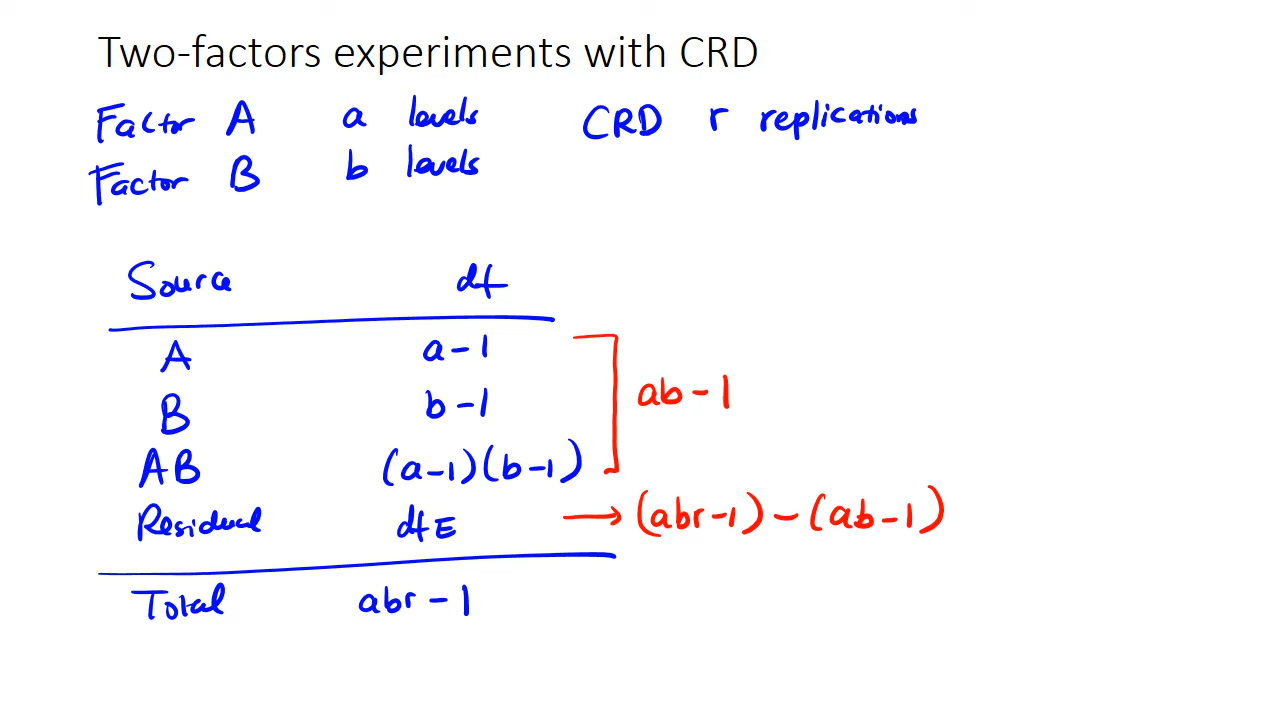 Two-factors experiments with CRD
Factor A a levels CRD r replications
Factor B b levels
Source df
A a-1
B b-1
ab-1
AB (a-1)(b-1)
Residual dfE → (abr-1)-(ab-1)
Total abr-1